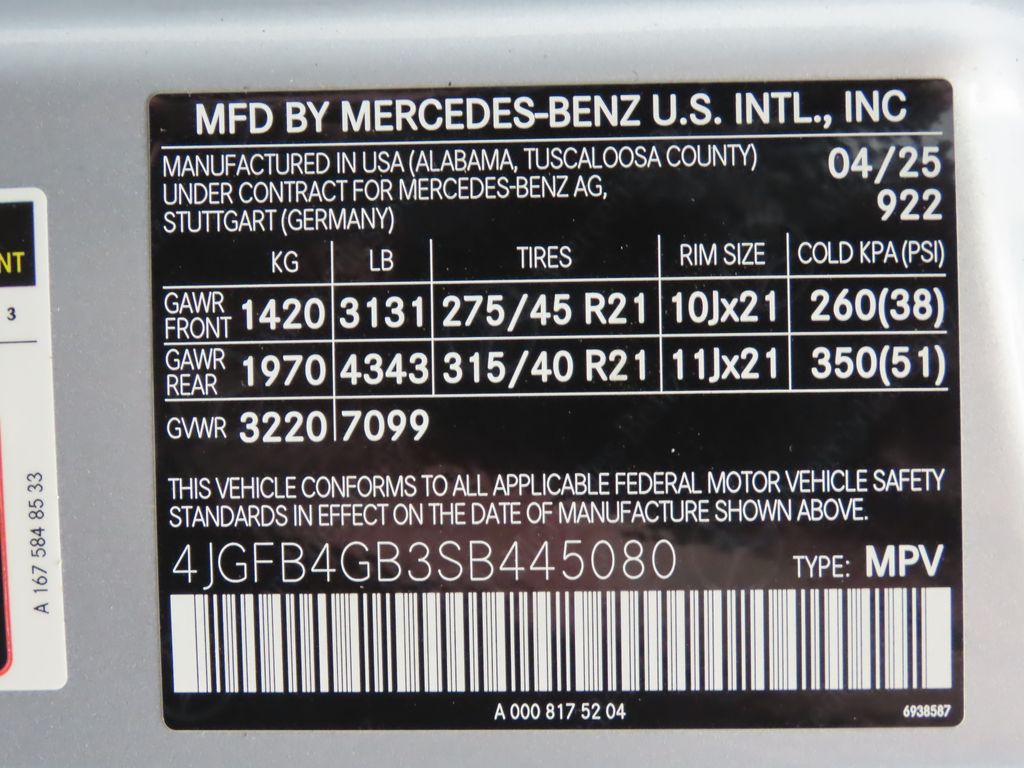 MFD BY MERCEDES-BENZ U.S. INTL., INC
MANUFACTURED IN USA (ALABAMA, TUSCALOOSA COUNTY) 04/25
UNDER CONTRACT FOR MERCEDES-BENZ AG, 922
STUTTGART (GERMANY)
KG LB TIRES RIM SIZE COLD KPA (PSI)
GAWR FRONT 1420 3131 275/45 R21 10Jx21 260(38)
GAWR REAR 1970 4343 315/40 R21 11Jx21 350(51)
GVWR 3220 7099
THIS VEHICLE CONFORMS TO ALL APPLICABLE FEDERAL MOTOR VEHICLE SAFETY
STANDARDS IN EFFECT ON THE DATE OF MANUFACTURE SHOWN ABOVE.
4JGFB4GB3SB445080 TYPE: MPV
A 000 817 52 04 6938587
NT
3
A 167 584 85 33